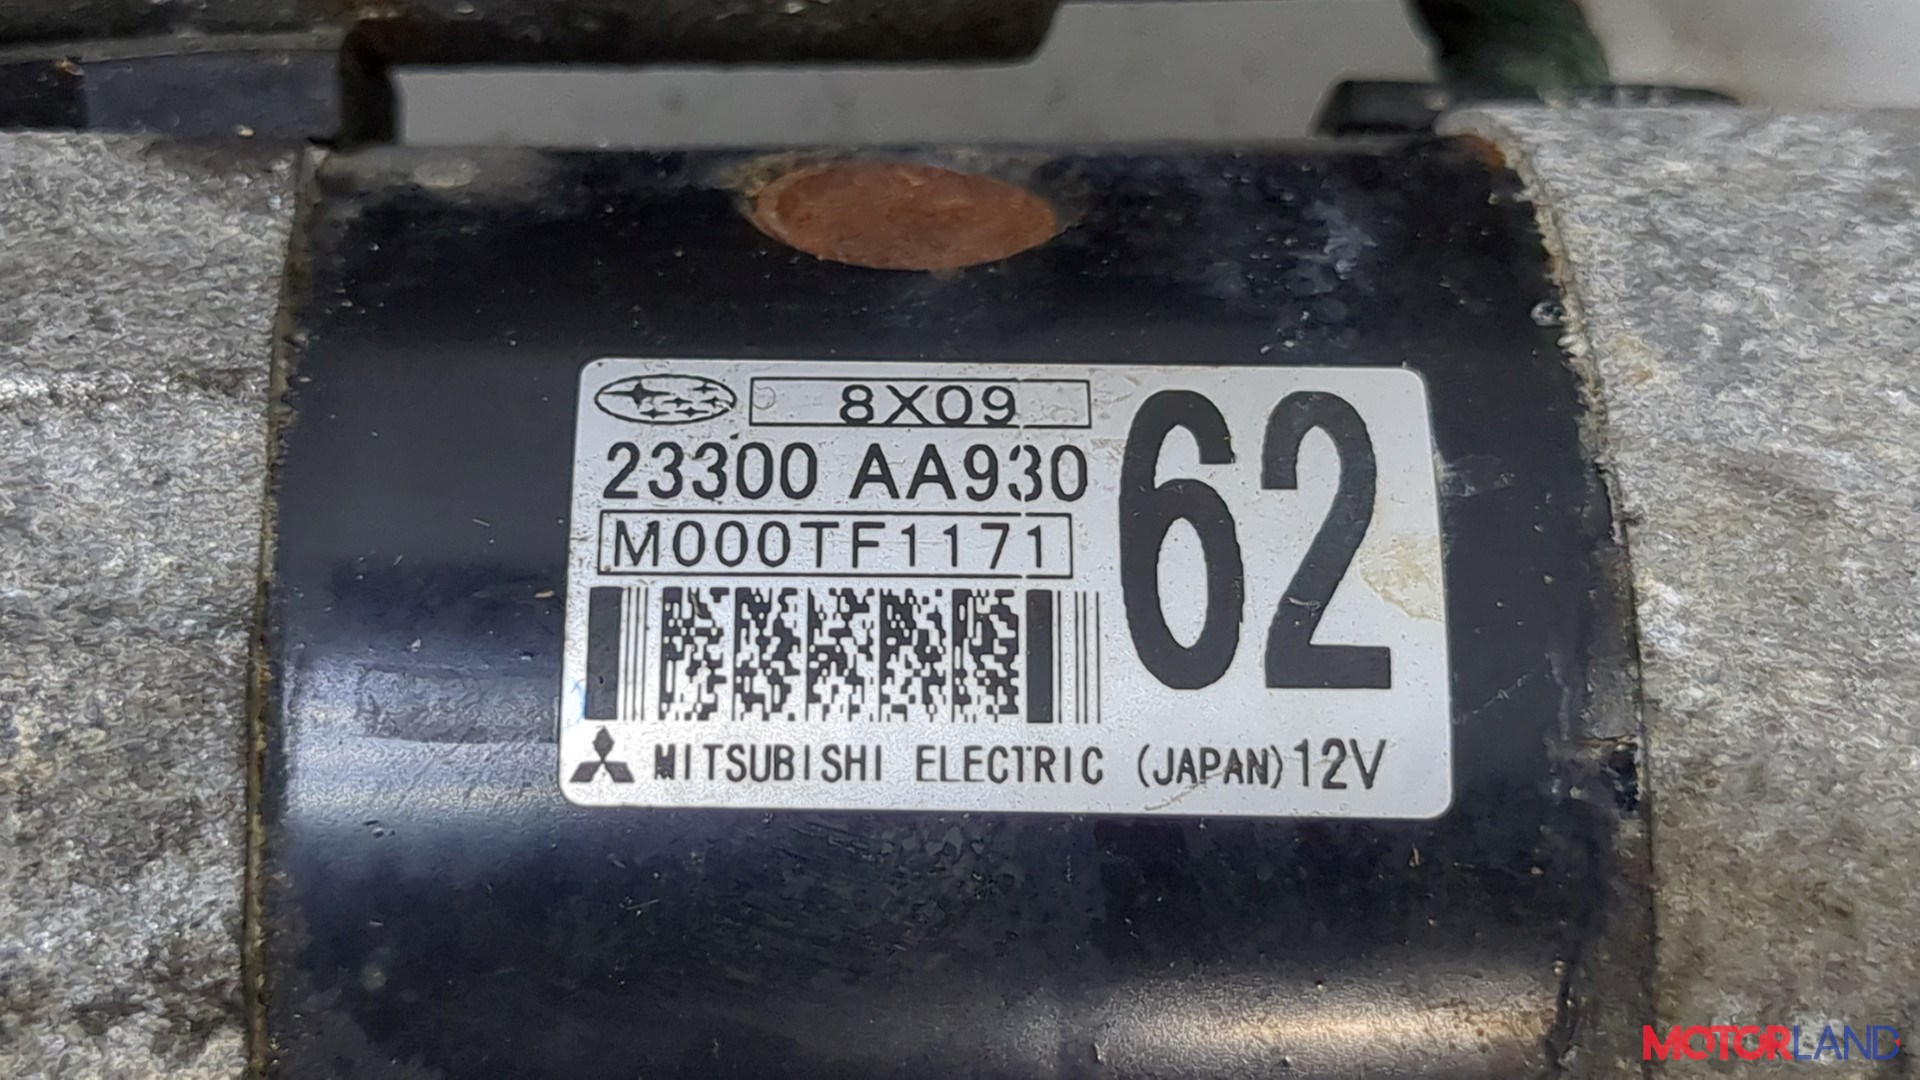 8X09
62
23300 AA930
M000TF1171
MITSUBISHI ELECTRIC (JAPAN) 12V
MOTORLAND